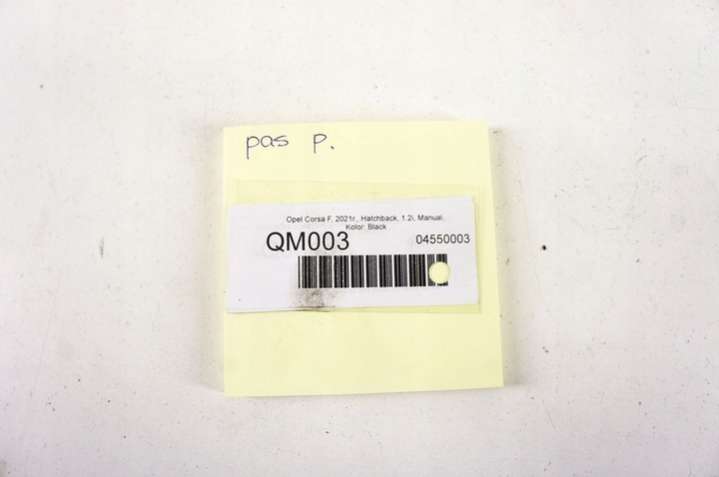 pas p.
Opel Corsa F, 2021r., Hatchback, 1.2i, Manual,
Kolor: Black
QM003 04550003